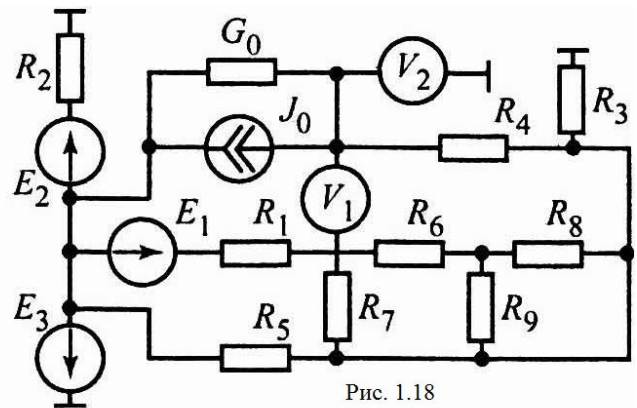 G₀
R₂
V₂
R₃
J₀
R₄
E₂
V₁
E₁
R₁
R₆
R₈
E₃
R₅
R₇
R₉
Рис. 1.18